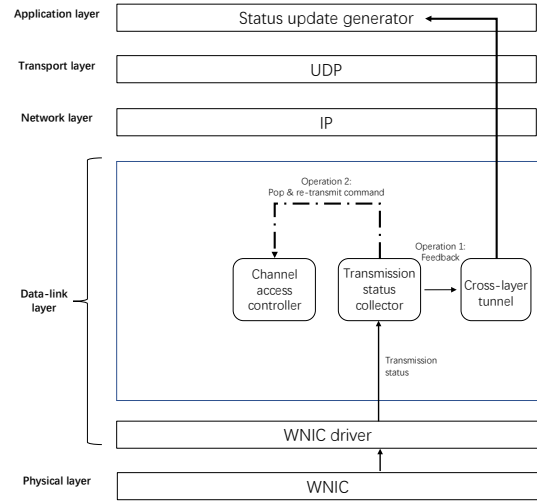 Application layer
Status update generator
Transport layer
UDP
Network layer
IP
Operation 2:
Pop & re-transmit command
Operation 1:
Feedback
Channel
access
controller
Transmission
status
collector
Cross-layer
tunnel
Data-link
layer
Transmission
status
WNIC driver
Physical layer
WNIC